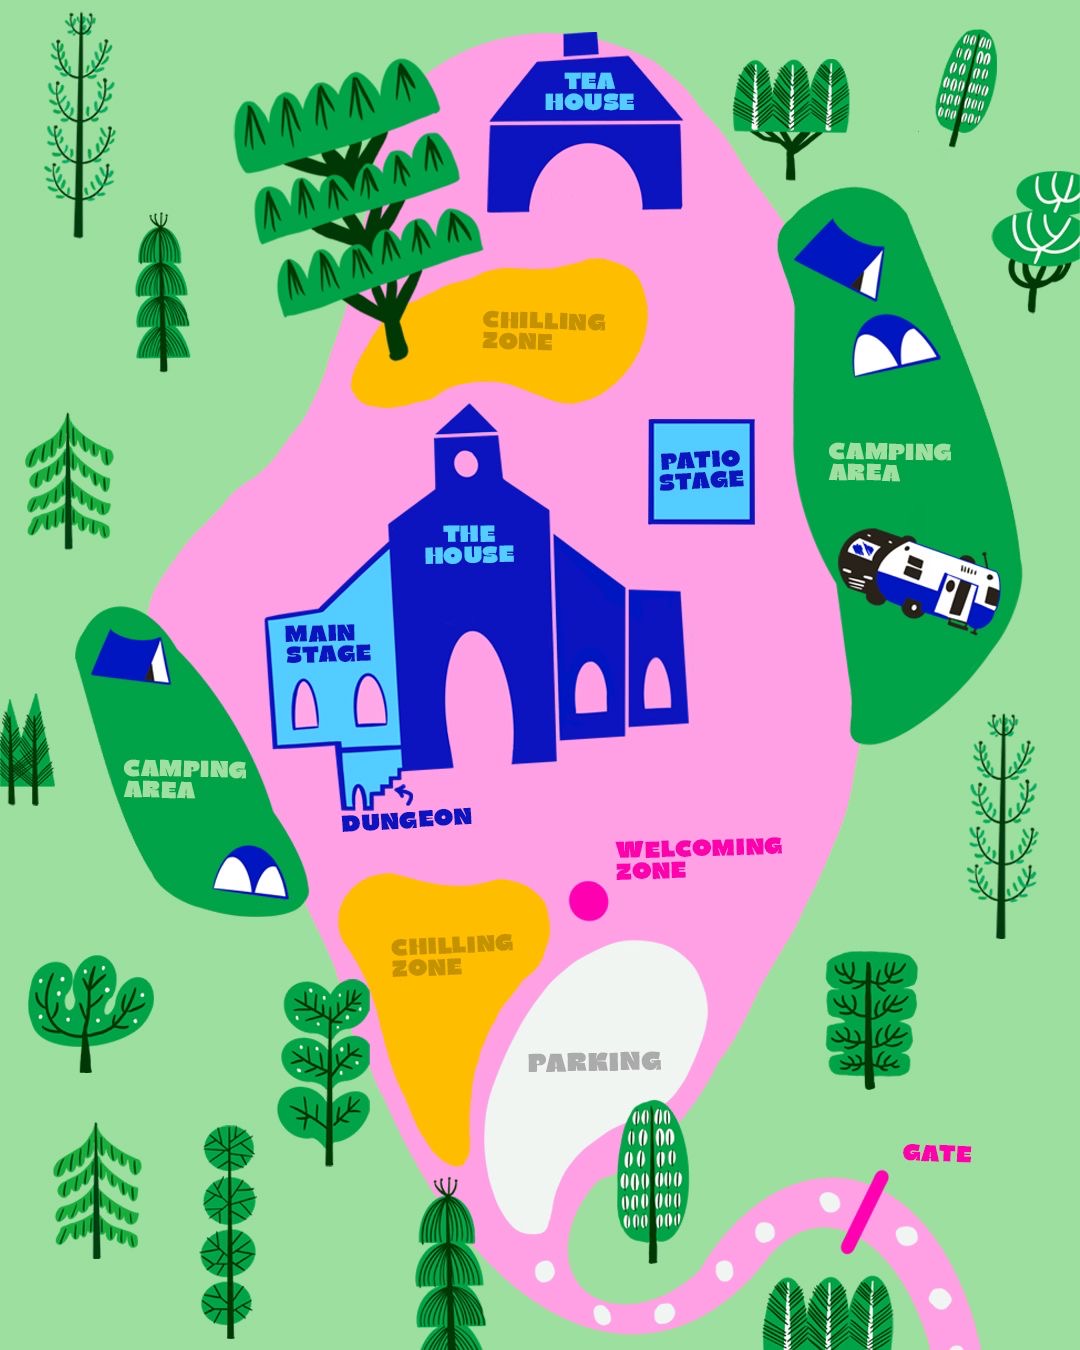 TEA
HOUSE
CHILLING
ZONE
PATIO
STAGE
CAMPING
AREA
THE
HOUSE
MAIN
STAGE
CAMPING
AREA
DUNGEON
WELCOMING
ZONE
CHILLING
ZONE
PARKING
GATE